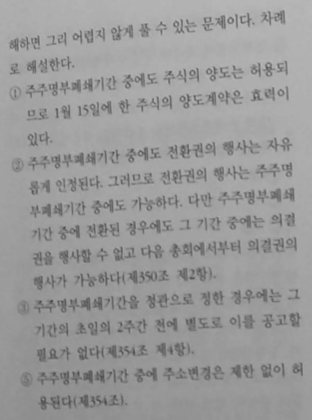 해하면 그리 어렵지 않게 풀 수 있는 문제이다. 차례
로 해설한다.
① 주주명부폐쇄기간 중에도 주식의 양도는 허용되
므로 1월 15일에 한 주식의 양도계약은 효력이
있다.
② 주주명부폐쇄기간 중에도 전환권의 행사는 자유
롭게 인정된다. 그러므로 전환권의 행사는 주주명
부폐쇄기간 중에도 가능하다. 다만 주주명부폐쇄
기간 중에 전환된 경우에도 그 기간 중에는 의결
권을 행사할 수 없고 다음 총회에서부터 의결권의
행사가 가능하다(제350조 제2항).
③ 주주명부폐쇄기간을 정관으로 정한 경우에는 그
기간의 초일의 2주간 전에 별도로 이를 공고할
필요가 없다(제354조 제4항).
⑤ 주주명부폐쇄기간 중에 주소변경은 제한 없이 허
용된다(제354조).